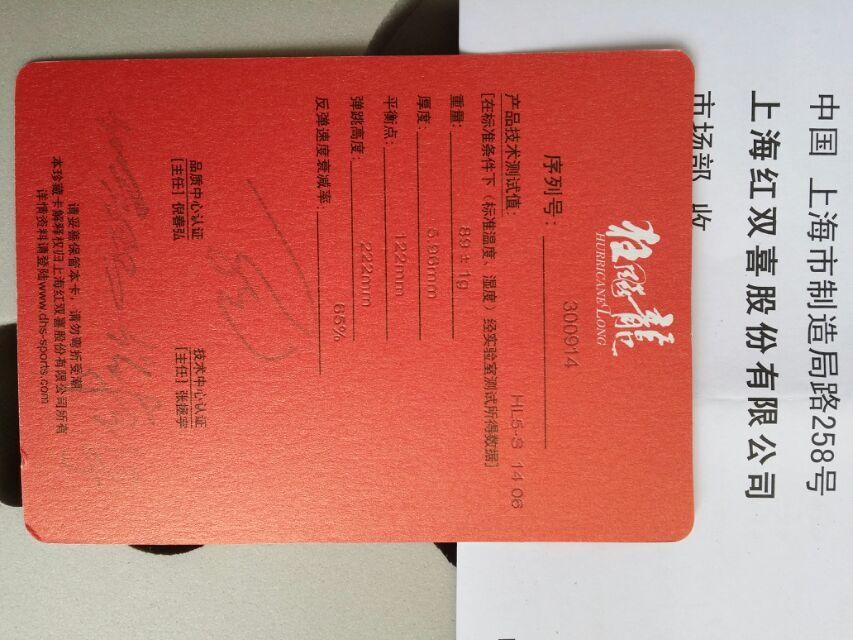 中国 上海市制造局路258号
上海红双喜股份有限公司
市场部 收
狂飚龍
HURRICANE LONG
序列号： 300914
产品技术测试值： HL5-S 14 06
[在标准条件下（标准温度、湿度）经实验室测试所得数据]
重量： 89±1g
厚度： 5.96mm
平衡点： 122mm
弹跳高度： 222mm
反弹速度衰减率： 65%
品质中心认证 技术中心认证
[主任] 倪春弘 [主任] 张继宇
请妥善保管本卡，请勿弯折受潮
本珍藏卡解释权归上海红双喜股份有限公司所有
详情资料请登陆www.dhs-sports.com